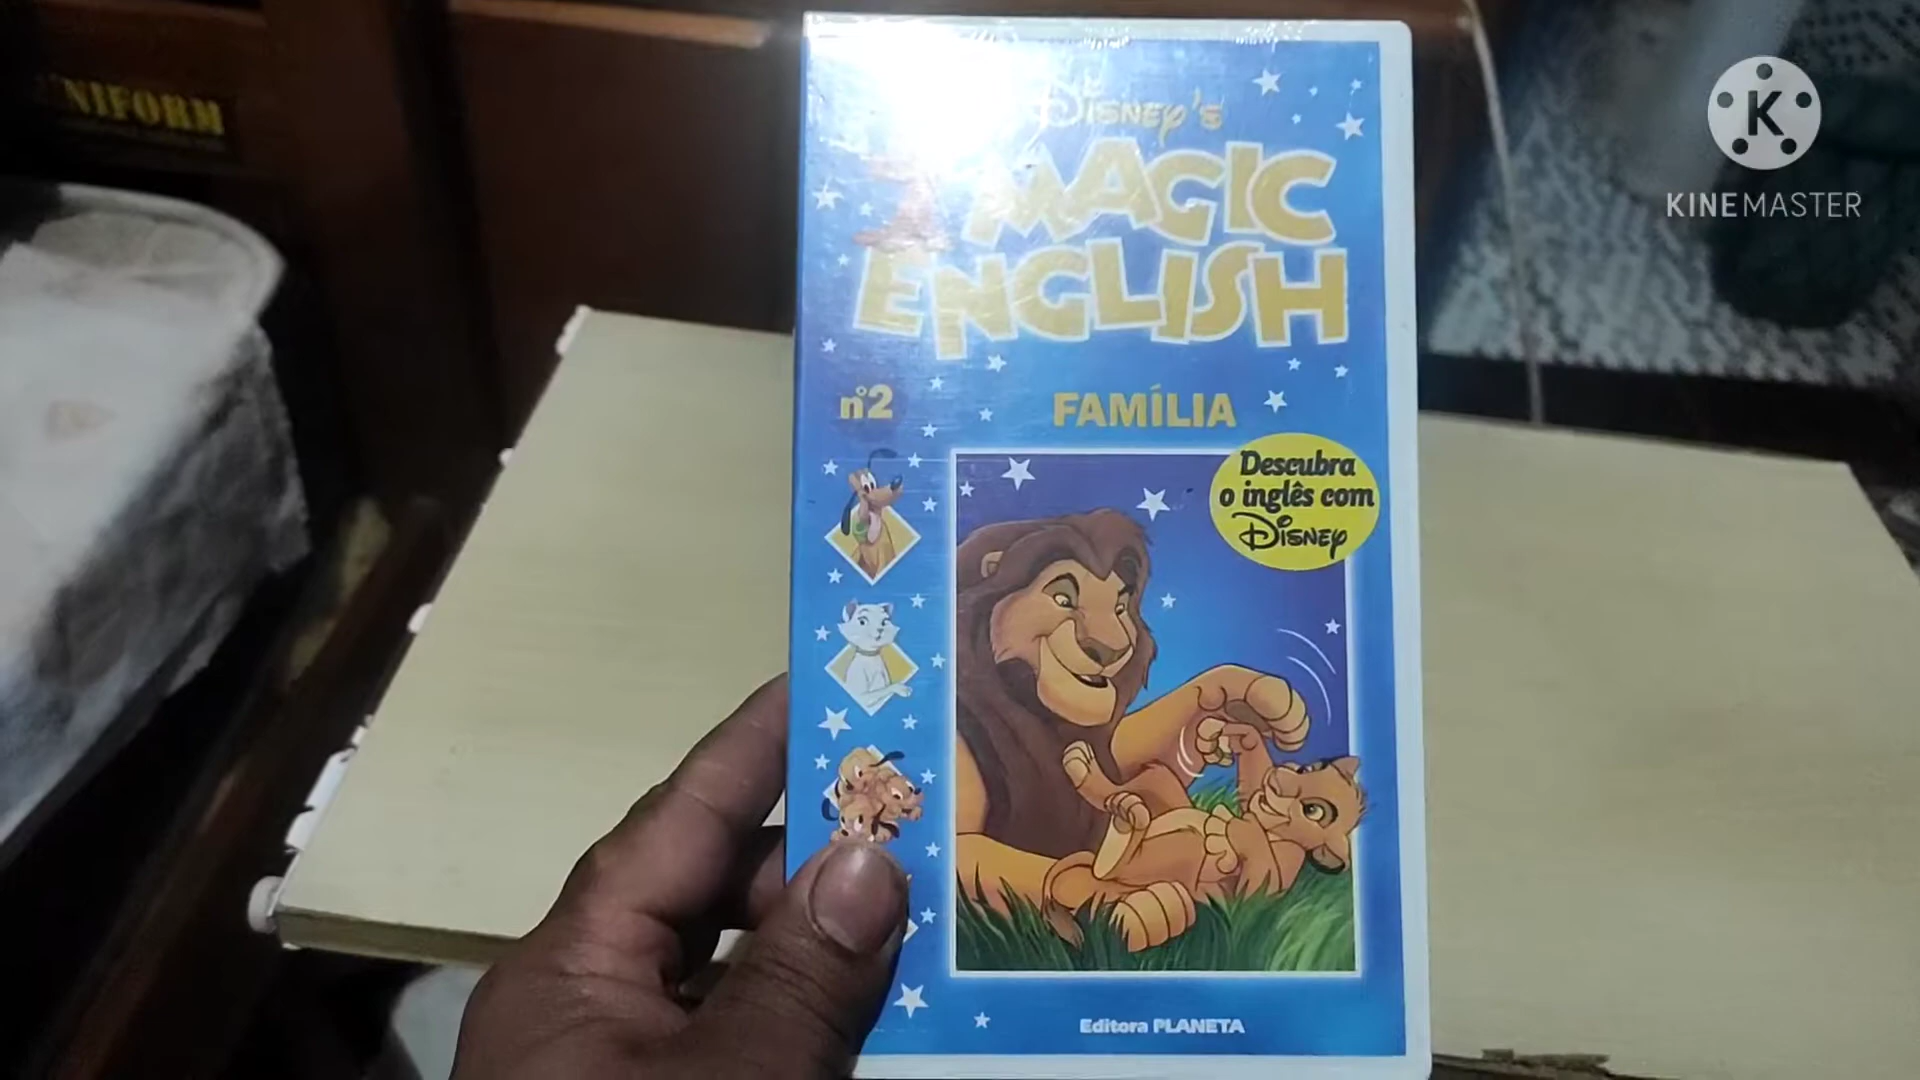 NIFORM
DISNEY'S
MAGIC
ENGLISH
nº2
FAMÍLIA
Descubra
o inglês com
DISNEY
Editora PLANETA
K
KINEMASTER